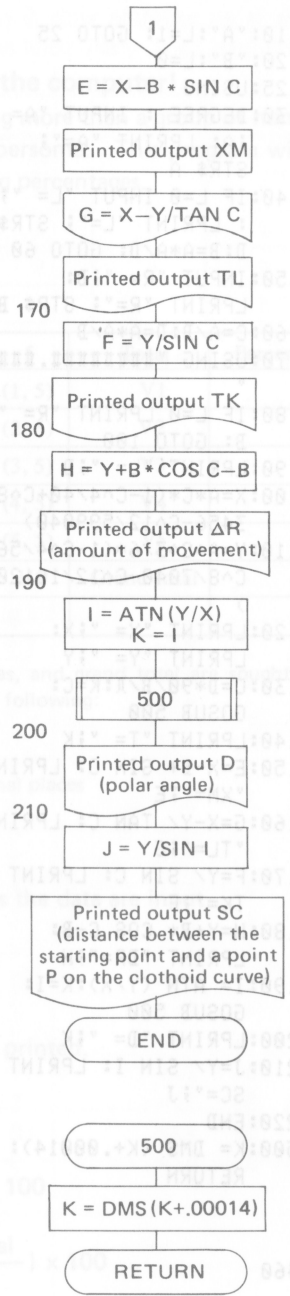 1
E = X–B * SIN C
Printed output XM
G = X–Y/TAN C
Printed output TL
170
F = Y/SIN C
Printed output TK
180
H = Y+B * COS C–B
Printed output ΔR
(amount of movement)
190
I = ATN (Y/X)
K = I
500
200
Printed output D
(polar angle)
210
J = Y/SIN I
Printed output SC
(distance between the
starting point and a point
P on the clothoid curve)
END
500
K = DMS (K+.00014)
RETURN